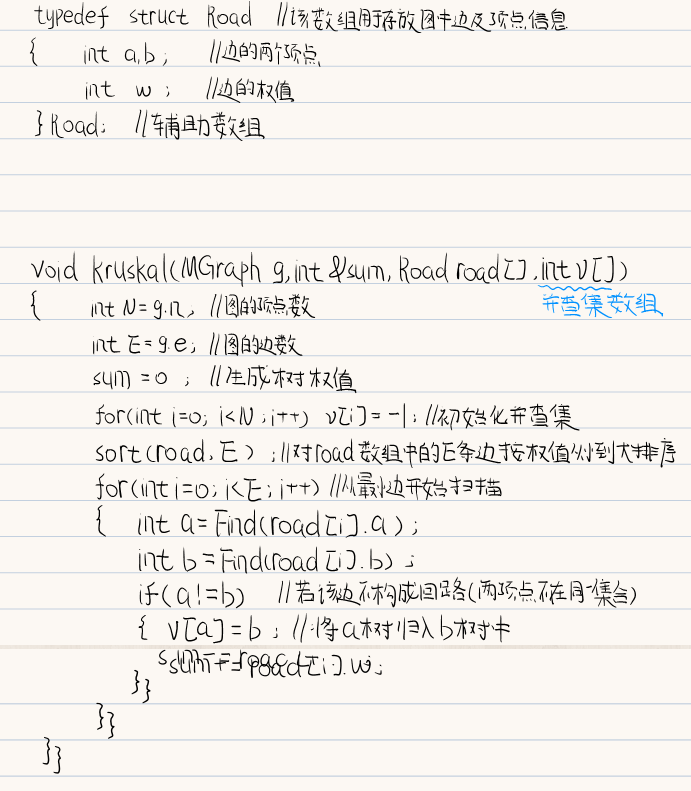 typedef struct Road //该数组用于存放图中边及顶点信息
{ int a,b; //边的两个顶点
int w; //边的权值
}Road; //辅助数组
void kruskal(MGraph g,int &sum, Road road[],int v[])
{ int N=g.n; //图的顶点数
并查集数组
int E=g.e; //图的边数
sum=0; //生成树权值
for(int i=0; i<N; i++) v[i]=-1; //初始化并查集
sort(road, E); //对road数组中的E条边按权值从小到大排序
for(int i=0; i<E; i++) //从最小边开始扫描
{ int a=Find(road[i].a);
int b=Find(road[i].b);
if(a!=b) //若该边不构成回路(两顶点不在同一集合)
{ v[a]=b; //将a树归入b树中
sum+=road[i].w;
}}
}}
}}